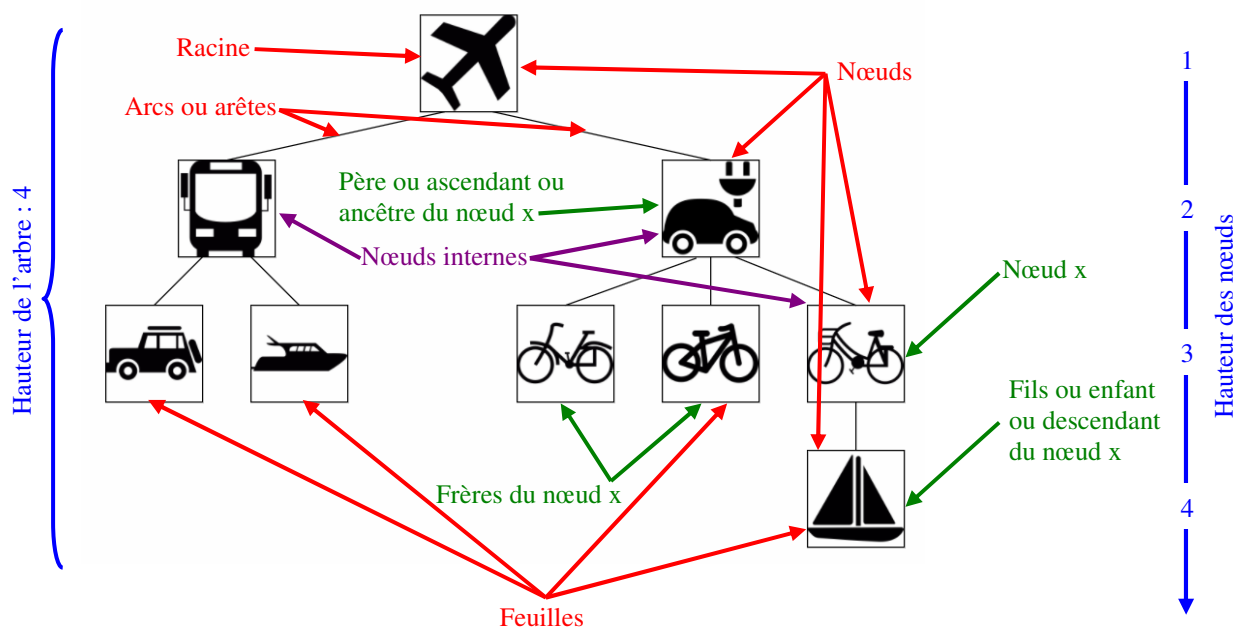 Racine
Nœuds
1
Arcs ou arêtes
Père ou ascendant ou
ancêtre du nœud x
2
Nœuds internes
Nœud x
Hauteur de l'arbre : 4
Hauteur des nœuds
3
Fils ou enfant
ou descendant
du nœud x
Frères du nœud x
4
Feuilles